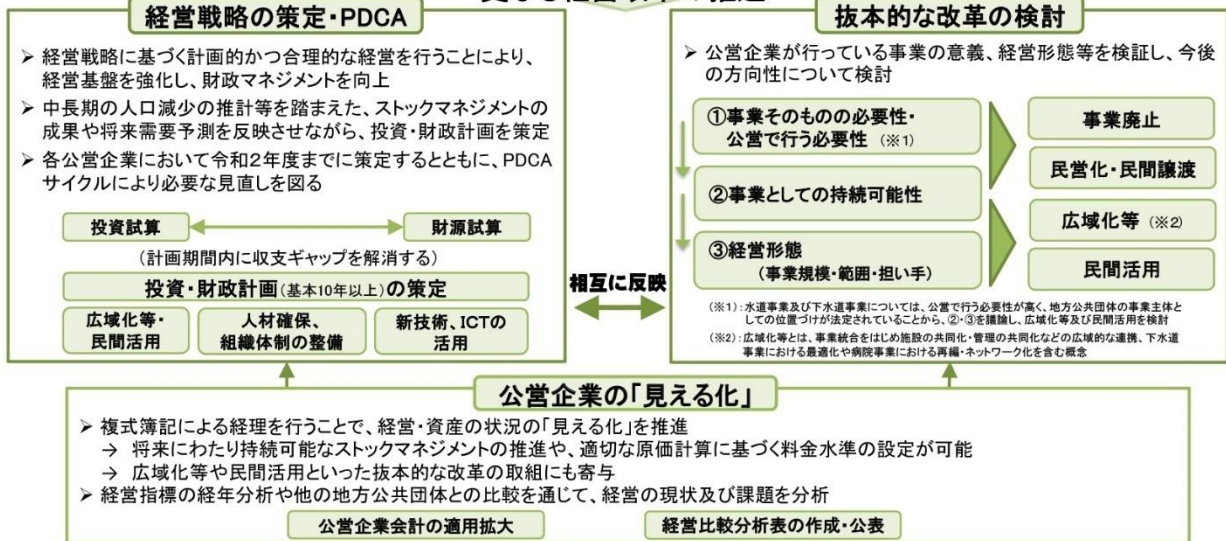 経営戦略の策定・PDCA
➢ 経営戦略に基づく計画的かつ合理的な経営を行うことにより、
経営基盤を強化し、財政マネジメントを向上
➢ 中長期の人口減少の推計等を踏まえた、ストックマネジメントの
成果や将来需要予測を反映させながら、投資・財政計画を策定
➢ 各公営企業において令和2年度までに策定するとともに、PDCA
サイクルにより必要な見直しを図る
投資試算
財源試算
(計画期間内に収支ギャップを解消する)
投資・財政計画(基本10年以上)の策定
広域化等・
民間活用
人材確保、
組織体制の整備
新技術、ICTの
活用
相互に反映
抜本的な改革の検討
➢ 公営企業が行っている事業の意義、経営形態等を検証し、今後
の方向性について検討
①事業そのものの必要性・
公営で行う必要性 (※1)
②事業としての持続可能性
③経営形態
(事業規模・範囲・担い手)
事業廃止
民営化・民間譲渡
広域化等 (※2)
民間活用
(※1):水道事業及び下水道事業については、公営で行う必要性が高く、地方公共団体の事業主体と
しての位置づけが法定されていることから、②・③を議論し、広域化等及び民間活用を検討
(※2):広域化等とは、事業統合をはじめ施設の共同化・管理の共同化などの広域的な連携、下水道
事業における最適化や病院事業における再編・ネットワーク化を含む概念
公営企業の「見える化」
➢ 複式簿記による経理を行うことで、経営・資産の状況の「見える化」を推進
→ 将来にわたり持続可能なストックマネジメントの推進や、適切な原価計算に基づく料金水準の設定が可能
→ 広域化等や民間活用といった抜本的な改革の取組にも寄与
➢ 経営指標の経年分析や他の地方公共団体との比較を通じて、経営の現状及び課題を分析
公営企業会計の適用拡大
経営比較分析表の作成・公表